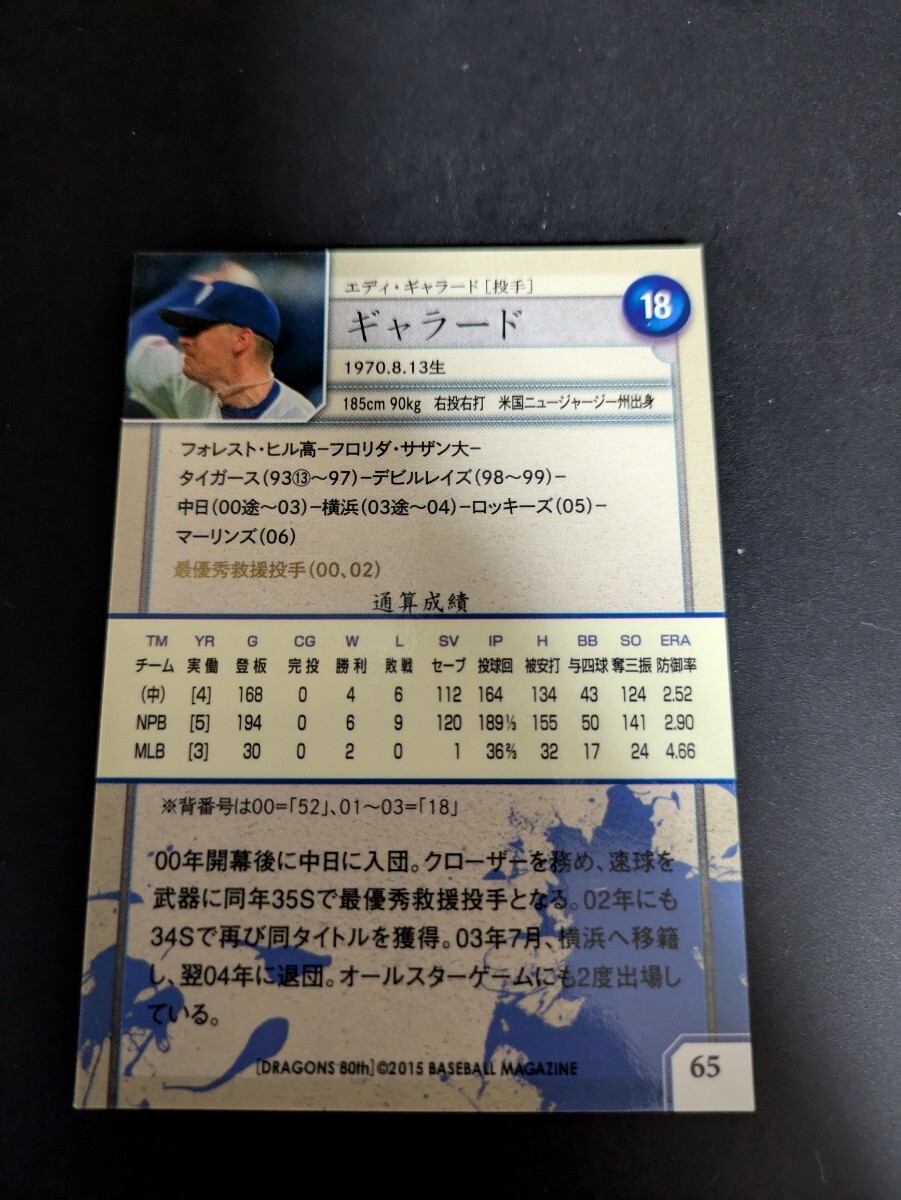 エディ・ギャラード[投手]
18
ギャラード
1970.8.13生
185cm 90kg 右投右打 米国ニュージャージー州出身
フォレスト・ヒル高−フロリダ・サザン大−
タイガース(93⑬〜97)−デビルレイズ(98〜99)−
中日(00途〜03)−横浜(03途〜04)−ロッキーズ(05)−
マーリンズ(06)
最優秀救援投手(00、02)
通算成績
TM YR G CG W L SV IP H BB SO ERA
チーム 実働 登板 完投 勝利 敗戦 セーブ 投球回 被安打 与四球 奪三振 防御率
(中) [4] 168 0 4 6 112 164 134 43 124 2.52
NPB [5] 194 0 6 9 120 189⅓ 155 50 141 2.90
MLB [3] 30 0 2 0 1 36⅔ 32 17 24 4.66
※背番号は00=「52」、01〜03=「18」
00年開幕後に中日に入団。クローザーを務め、速球を
武器に同年35Sで最優秀救援投手となる。02年にも
34Sで再び同タイトルを獲得。03年7月、横浜へ移籍
し、翌04年に退団。オールスターゲームにも2度出場し
ている。
[DRAGONS 80th]©2015 BASEBALL MAGAZINE
65